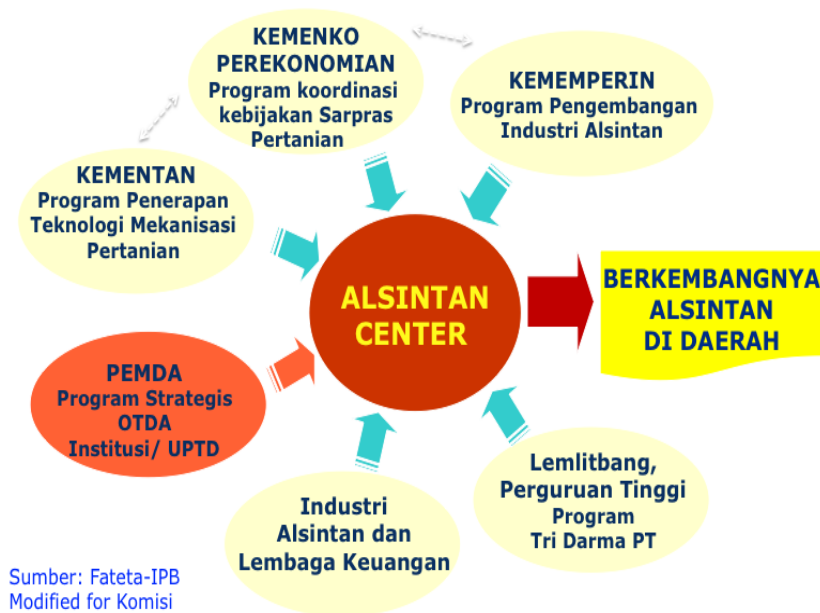 KEMENKO
PEREKONOMIAN
Program koordinasi
kebijakan Sarpras
Pertanian
KEMEMPERIN
Program Pengembangan
Industri Alsintan
KEMENTAN
Program Penerapan
Teknologi Mekanisasi
Pertanian
ALSINTAN
CENTER
BERKEMBANGNYA
ALSINTAN
DI DAERAH
PEMDA
Program Strategis
OTDA
Institusi/ UPTD
Industri
Alsintan dan
Lembaga Keuangan
Lemlitbang,
Perguruan Tinggi
Program
Tri Darma PT
Sumber: Fateta-IPB
Modified for Komisi